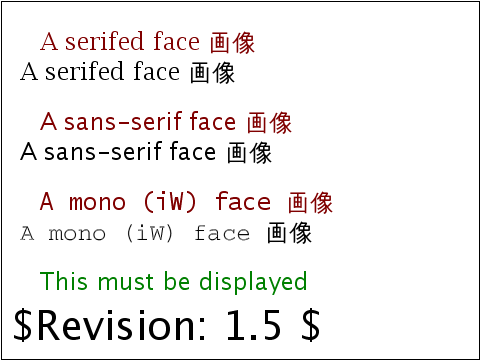 A serifed face 画像
A serifed face 画像
A sans-serif face 画像
A sans-serif face 画像
A mono (iW) face 画像
A mono (iW) face 画像
This must be displayed
$Revision: 1.5 $